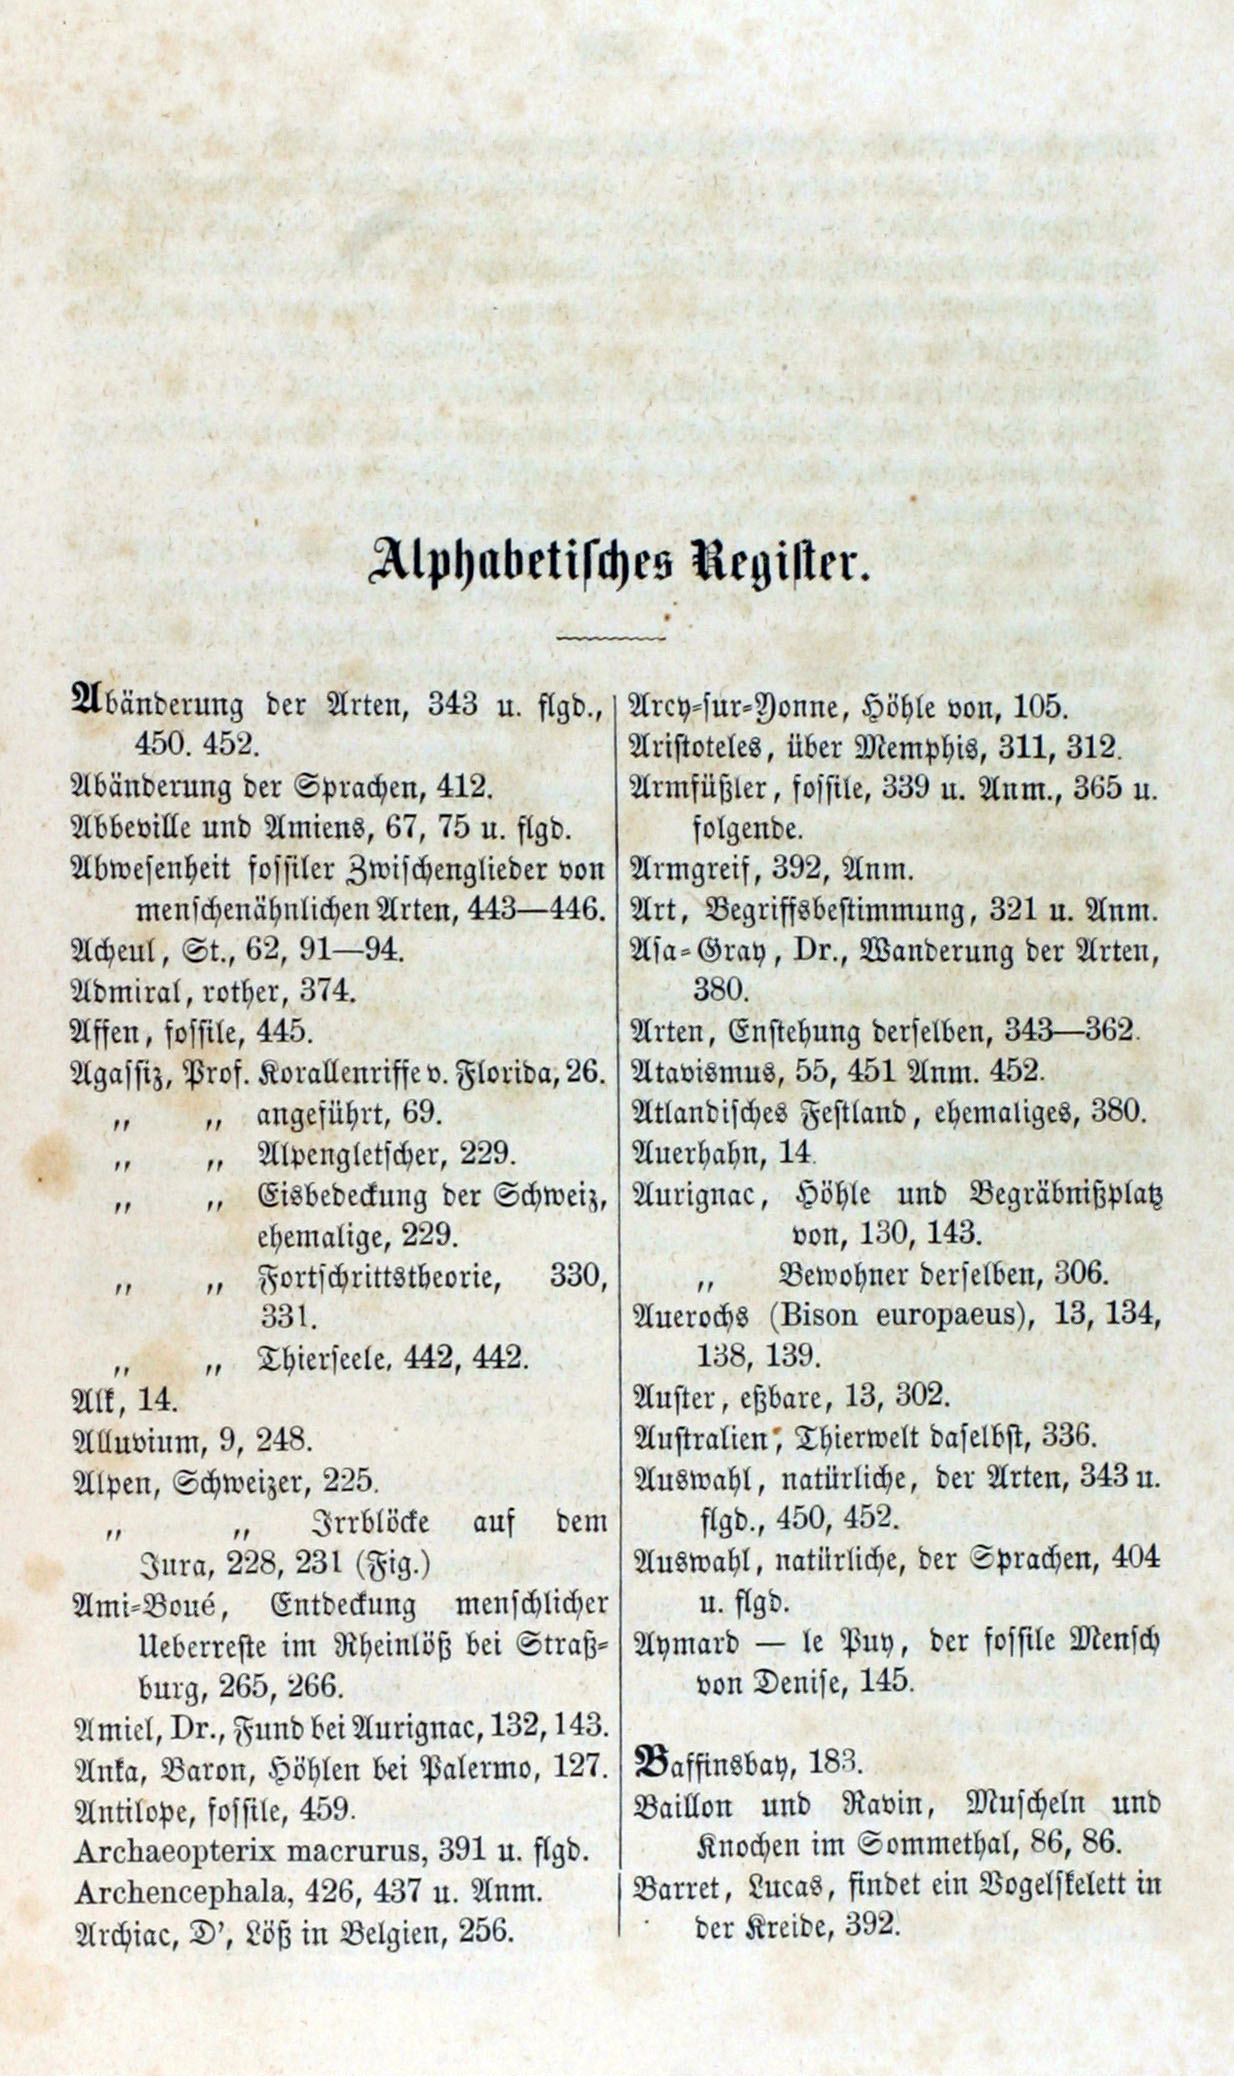 Alphabetisches Register.
Abänderung der Arten, 343 u. flgd.,
450. 452.
Abänderung der Sprachen, 412.
Abbeville und Amiens, 67, 75 u. flgd.
Abwesenheit fossiler Zwischenglieder von
menschenähnlichen Arten, 443—446.
Acheul, St., 62, 91—94.
Admiral, rother, 374.
Affen, fossile, 445.
Agassiz, Prof. Korallenriffe v. Florida, 26.
„ „ angeführt, 69.
„ „ Alpengletscher, 229.
„ „ Eisbedeckung der Schweiz,
ehemalige, 229.
„ „ Fortschrittstheorie, 330,
331.
„ „ Thierseele, 442, 442.
Alk, 14.
Alluvium, 9, 248.
Alpen, Schweizer, 225.
„ „ Irrblöcke auf dem
Jura, 228, 231 (Fig.)
Ami-Boué, Entdeckung menschlicher
Ueberreste im Rheinlöß bei Straß-
burg, 265, 266.
Amiel, Dr., Fund bei Aurignac, 132, 143.
Anka, Baron, Höhlen bei Palermo, 127.
Antilope, fossile, 459.
Archaeopterix macrurus, 391 u. flgd.
Archencephala, 426, 437 u. Anm.
Archiac, D', Löß in Belgien, 256.
Arcy-sur-Yonne, Höhle von, 105.
Aristoteles, über Memphis, 311, 312.
Armfüßler, fossile, 339 u. Anm., 365 u.
folgende.
Armgreif, 392, Anm.
Art, Begriffsbestimmung, 321 u. Anm.
Asa-Gray, Dr., Wanderung der Arten,
380.
Arten, Enstehung derselben, 343—362.
Atavismus, 55, 451 Anm. 452.
Atlandisches Festland, ehemaliges, 380.
Auerhahn, 14.
Aurignac, Höhle und Begräbnißplatz
von, 130, 143.
„ Bewohner derselben, 306.
Auerochs (Bison europaeus), 13, 134,
138, 139.
Auster, eßbare, 13, 302.
Australien, Thierwelt daselbst, 336.
Auswahl, natürliche, der Arten, 343 u.
flgd., 450, 452.
Auswahl, natürliche, der Sprachen, 404
u. flgd.
Aymard — le Puy, der fossile Mensch
von Denise, 145.
Baffinsbay, 183.
Baillon und Ravin, Muscheln und
Knochen im Sommethal, 86, 86.
Barret, Lucas, findet ein Vogelskelett in
der Kreide, 392.